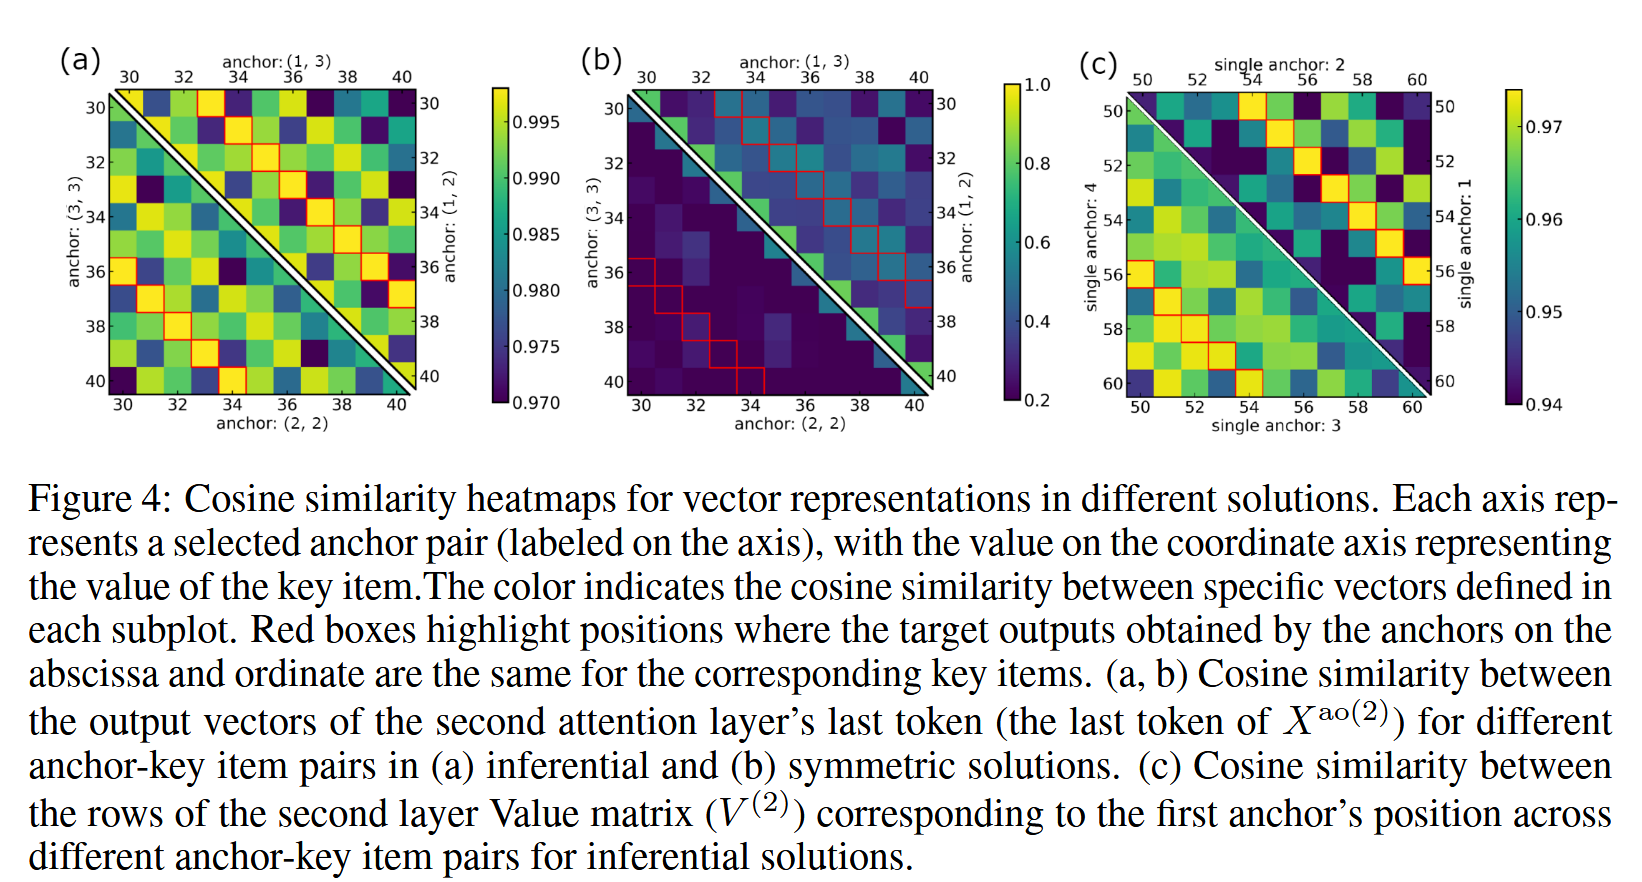 (a)
anchor: (1, 3)
30 32 34 36 38 40
30 32 34 36 38 40
anchor: (3, 3)
30 32 34 36 38 40
anchor: (1, 2)
30 32 34 36 38 40
anchor: (2, 2)
0.995
0.990
0.985
0.980
0.975
0.970
(b)
anchor: (1, 3)
30 32 34 36 38 40
30 32 34 36 38 40
anchor: (3, 3)
30 32 34 36 38 40
anchor: (1, 2)
30 32 34 36 38 40
anchor: (2, 2)
1.0
0.8
0.6
0.4
0.2
(c)
single anchor: 2
50 52 54 56 58 60
50 52 54 56 58 60
single anchor: 4
50 52 54 56 58 60
single anchor: 1
50 52 54 56 58 60
single anchor: 3
0.97
0.96
0.95
0.94
Figure 4: Cosine similarity heatmaps for vector representations in different solutions. Each axis rep-
resents a selected anchor pair (labeled on the axis), with the value on the coordinate axis representing
the value of the key item.The color indicates the cosine similarity between specific vectors defined in
each subplot. Red boxes highlight positions where the target outputs obtained by the anchors on the
abscissa and ordinate are the same for the corresponding key items. (a, b) Cosine similarity between
the output vectors of the second attention layer's last token (the last token of X^{ao(2)}) for different
anchor-key item pairs in (a) inferential and (b) symmetric solutions. (c) Cosine similarity between
the rows of the second layer Value matrix (V^{(2)}) corresponding to the first anchor's position across
different anchor-key item pairs for inferential solutions.